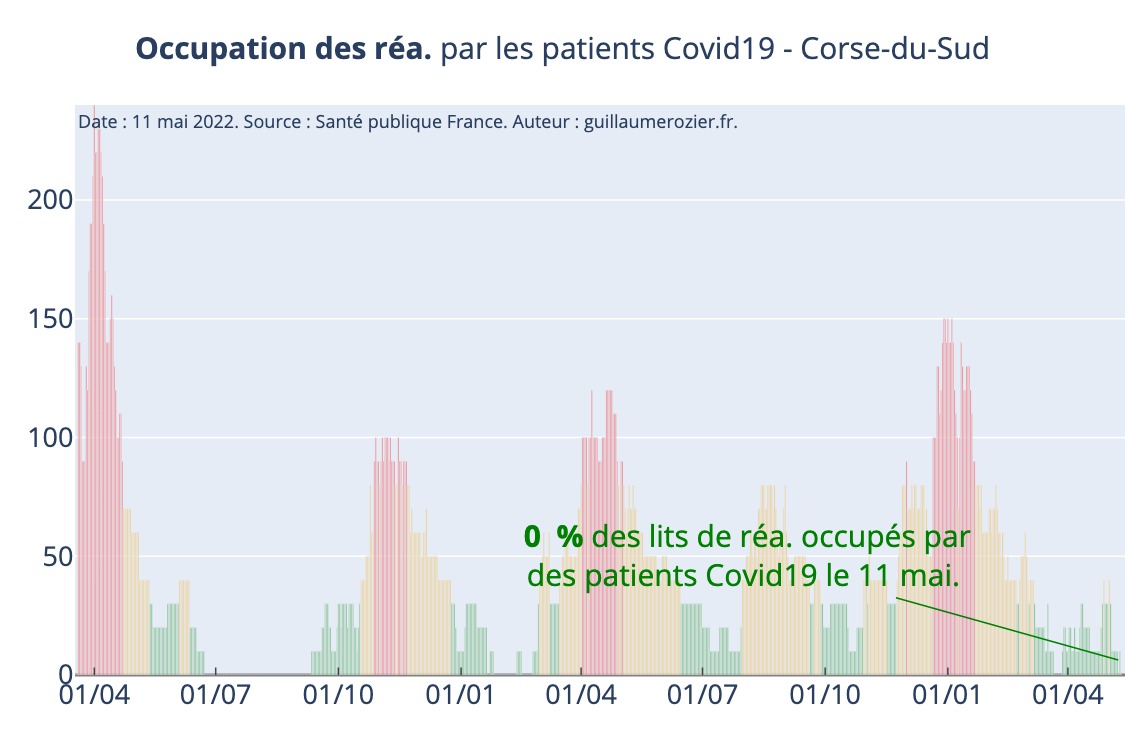 Occupation des réa. par les patients Covid19 - Corse-du-Sud
Date : 11 mai 2022. Source : Santé publique France. Auteur : guillaumerozier.fr.
200
150
100
50
0
0 % des lits de réa. occupés par
des patients Covid19 le 11 mai.
01/04 01/07 01/10 01/01 01/04 01/07 01/10 01/01 01/04